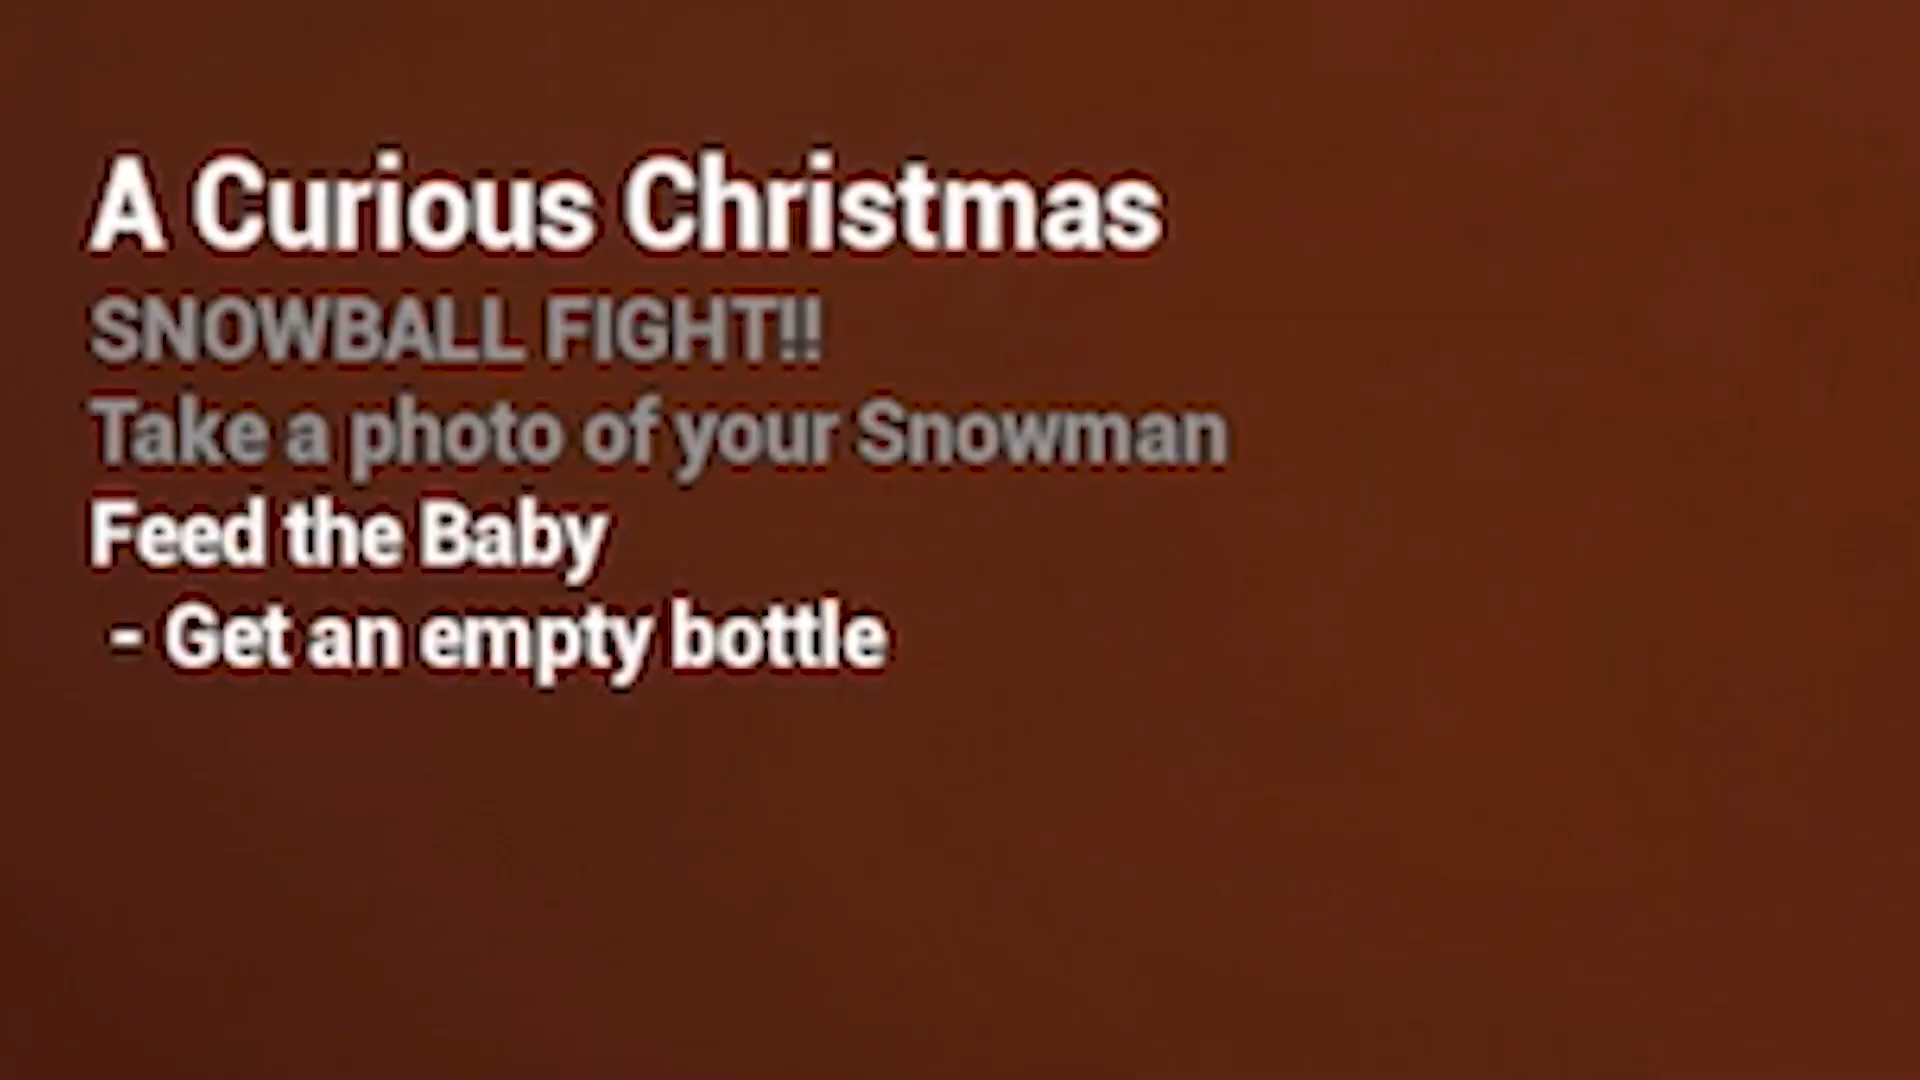 A Curious Christmas
SNOWBALL FIGHT!!
Take a photo of your Snowman
Feed the Baby
- Get an empty bottle